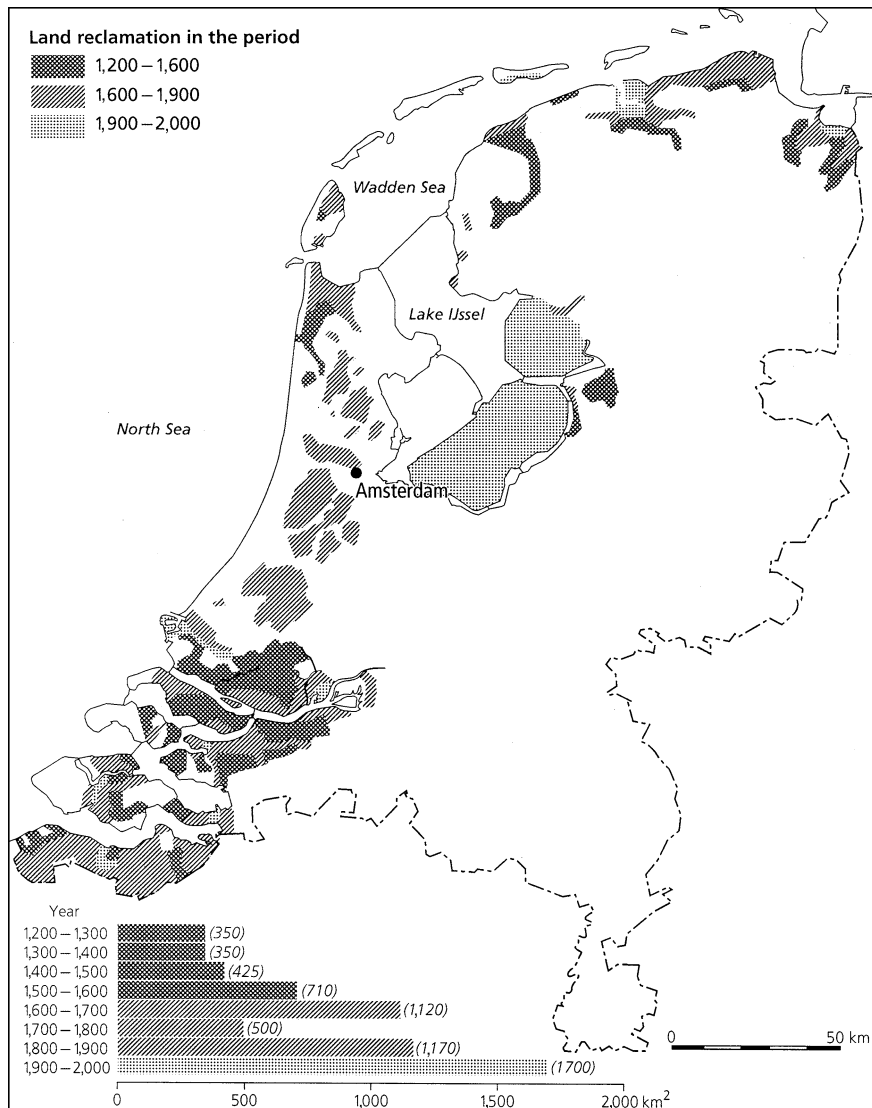 Land reclamation in the period
1,200–1,600
1,600–1,900
1,900–2,000
Wadden Sea
Lake IJssel
North Sea
Amsterdam
Year
1,200–1,300 (350)
1,300–1,400 (350)
1,400–1,500 (425)
1,500–1,600 (710)
1,600–1,700 (1,120)
1,700–1,800 (500)
1,800–1,900 (1,170)
1,900–2,000 (1700)
0 500 1,000 1,500 2,000 km²
0 50 km